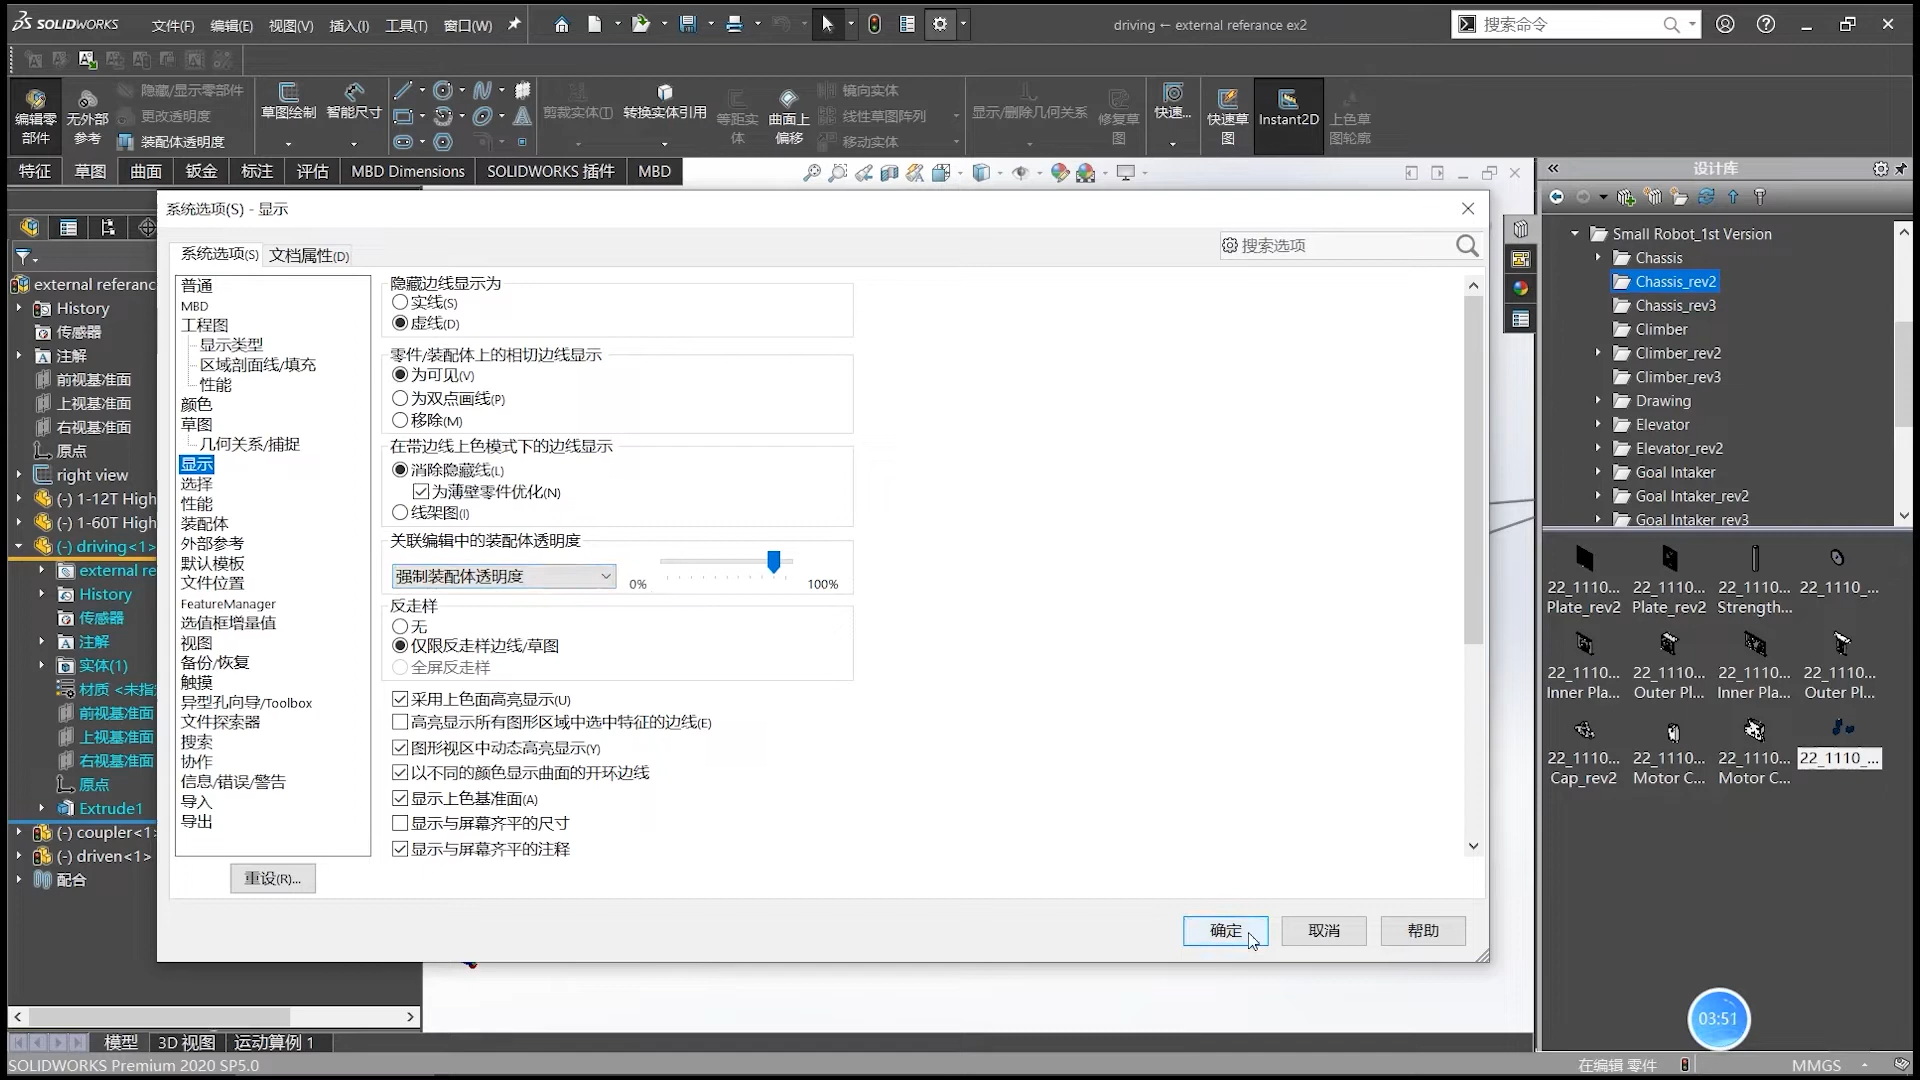 SOLIDWORKS 文件(F) 编辑(E) 视图(V) 插入(I) 工具(T) 窗口(W)
driving ← external referance ex2
搜索命令
编辑零部件
无外部参考
隐藏/显示零部件
更改透明度
装配体透明度
草图绘制
智能尺寸
剪裁实体(T)
转换实体引用
等距实体
曲面上偏移
镜向实体
线性草图阵列
移动实体
显示/删除几何关系
修复草图
快速...
快速草图
Instant2D
上色草图轮廓
特征 草图 曲面 钣金 标注 评估 MBD Dimensions SOLIDWORKS 插件 MBD
设计库
系统选项(S) - 显示
系统选项(S) 文档属性(D)
搜索选项
external referanc
History
传感器
注解
前视基准面
上视基准面
右视基准面
原点
right view
(-) 1-12T High
(-) 1-60T High
(-) driving<1>
external re
History
传感器
注解
实体(1)
材质 <未指
前视基准面
上视基准面
右视基准面
原点
Extrude1
(-) coupler<1>
(-) driven<1>
配合
普通
MBD
工程图
显示类型
区域剖面线/填充
性能
颜色
草图
几何关系/捕捉
显示
选择
性能
装配体
外部参考
默认模板
文件位置
FeatureManager
选值框增量值
视图
备份/恢复
触摸
异型孔向导/Toolbox
文件探索器
搜索
协作
信息/错误/警告
导入
导出
重设(R)...
隐藏边线显示为
实线(S)
虚线(D)
零件/装配体上的相切边线显示
为可见(V)
为双点画线(P)
移除(M)
在带边线上色模式下的边线显示
消除隐藏线(L)
为薄壁零件优化(N)
线架图(I)
关联编辑中的装配体透明度
强制装配体透明度 0% 100%
反走样
无
仅限反走样边线/草图
全屏反走样
采用上色面高亮显示(U)
高亮显示所有图形区域中选中特征的边线(E)
图形视区中动态高亮显示(Y)
以不同的颜色显示曲面的开环边线
显示上色基准面(A)
显示与屏幕齐平的尺寸
显示与屏幕齐平的注释
确定 取消 帮助
Small Robot_1st Version
Chassis
Chassis_rev2
Chassis_rev3
Climber
Climber_rev2
Climber_rev3
Drawing
Elevator
Elevator_rev2
Goal Intaker
Goal Intaker_rev2
Goal Intaker_rev3
22_1110... 22_1110... 22_1110... 22_1110_...
Plate_rev2 Plate_rev2 Strength...
22_1110... 22_1110... 22_1110... 22_1110...
Inner Pla... Outer Pl... Inner Pla... Outer Pl...
22_1110... 22_1110... 22_1110... 22_1110_...
Cap_rev2 Motor C... Motor C...
03:51
模型 3D 视图 运动算例 1
SOLIDWORKS Premium 2020 SP5.0
在编辑 零件
MMGS